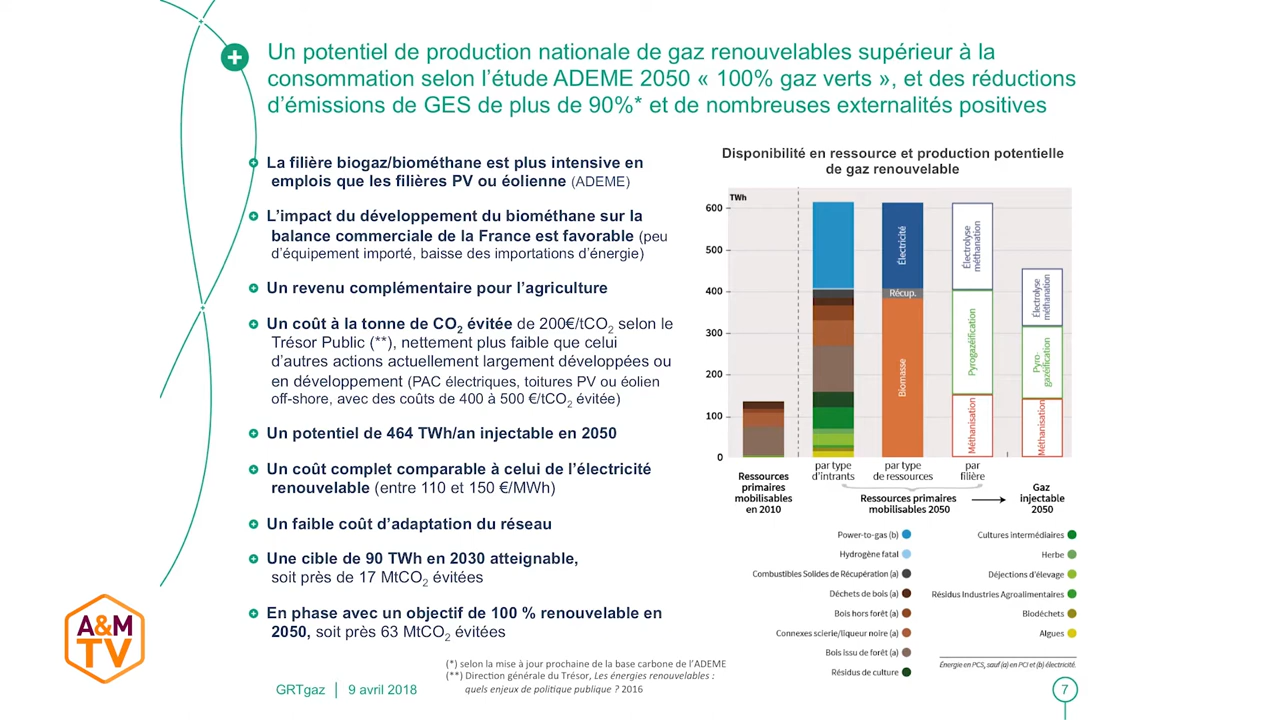 Un potentiel de production nationale de gaz renouvelables supérieur à la
consommation selon l'étude ADEME 2050 « 100% gaz verts », et des réductions
d'émissions de GES de plus de 90%* et de nombreuses externalités positives
La filière biogaz/biométhane est plus intensive en
emplois que les filières PV ou éolienne (ADEME)
L'impact du développement du biométhane sur la
balance commerciale de la France est favorable (peu
d'équipement importé, baisse des importations d'énergie)
Un revenu complémentaire pour l'agriculture
Un coût à la tonne de CO2 évitée de 200€/tCO2 selon le
Trésor Public (**), nettement plus faible que celui
d'autres actions actuellement largement développées ou
en développement (PAC électriques, toitures PV ou éolien
off-shore, avec des coûts de 400 à 500 €/tCO2 évitée)
Un potentiel de 464 TWh/an injectable en 2050
Un coût complet comparable à celui de l'électricité
renouvelable (entre 110 et 150 €/MWh)
Un faible coût d'adaptation du réseau
Une cible de 90 TWh en 2030 atteignable,
soit près de 17 MtCO2 évitées
En phase avec un objectif de 100 % renouvelable en
2050, soit près 63 MtCO2 évitées
Disponibilité en ressource et production potentielle
de gaz renouvelable
TWh
600
500
400
300
200
100
0
Électricité
Récup.
Biomasse
Électrolyse
méthanation
Pyrogazéification
Méthanisation
Électrolyse
méthanation
Pyro-
gazéification
Méthanisation
Ressources
primaires
mobilisables
en 2010
par type
d'intrants
par type
de ressources
par
filière
Ressources primaires
mobilisables 2050
Gaz
injectable
2050
Power-to-gas (b)
Hydrogène fatal
Combustibles Solides de Récupération (a)
Déchets de bois (a)
Bois hors forêt (a)
Connexes scierie/liqueur noire (a)
Bois issu de forêt (a)
Résidus de culture
Cultures intermédiaires
Herbe
Déjections d'élevage
Résidus Industries Agroalimentaires
Biodéchets
Algues
Énergie en PCS, sauf (a) en PCI et (b) électricité.
(*) selon la mise à jour prochaine de la base carbone de l'ADEME
(**) Direction générale du Trésor, Les énergies renouvelables :
quels enjeux de politique publique ? 2016
GRTgaz | 9 avril 2018
7
A&M
TV